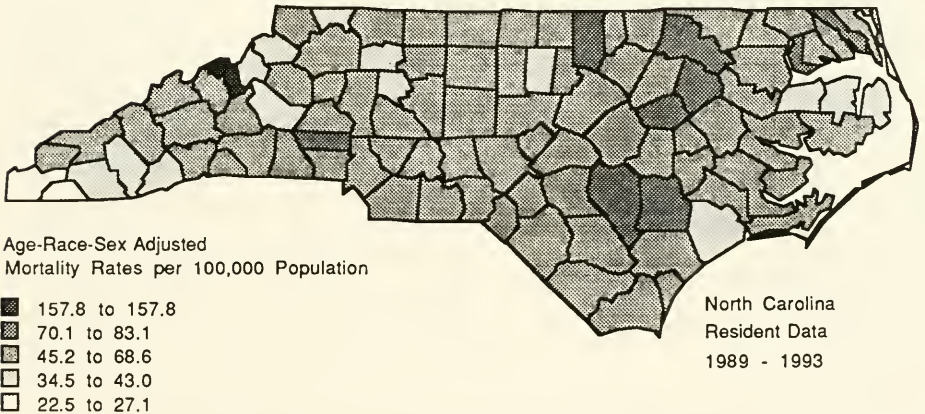 Age-Race-Sex Adjusted
Mortality Rates per 100,000 Population
157.8 to 157.8
70.1 to 83.1
45.2 to 68.6
34.5 to 43.0
22.5 to 27.1
North Carolina
Resident Data
1989 - 1993